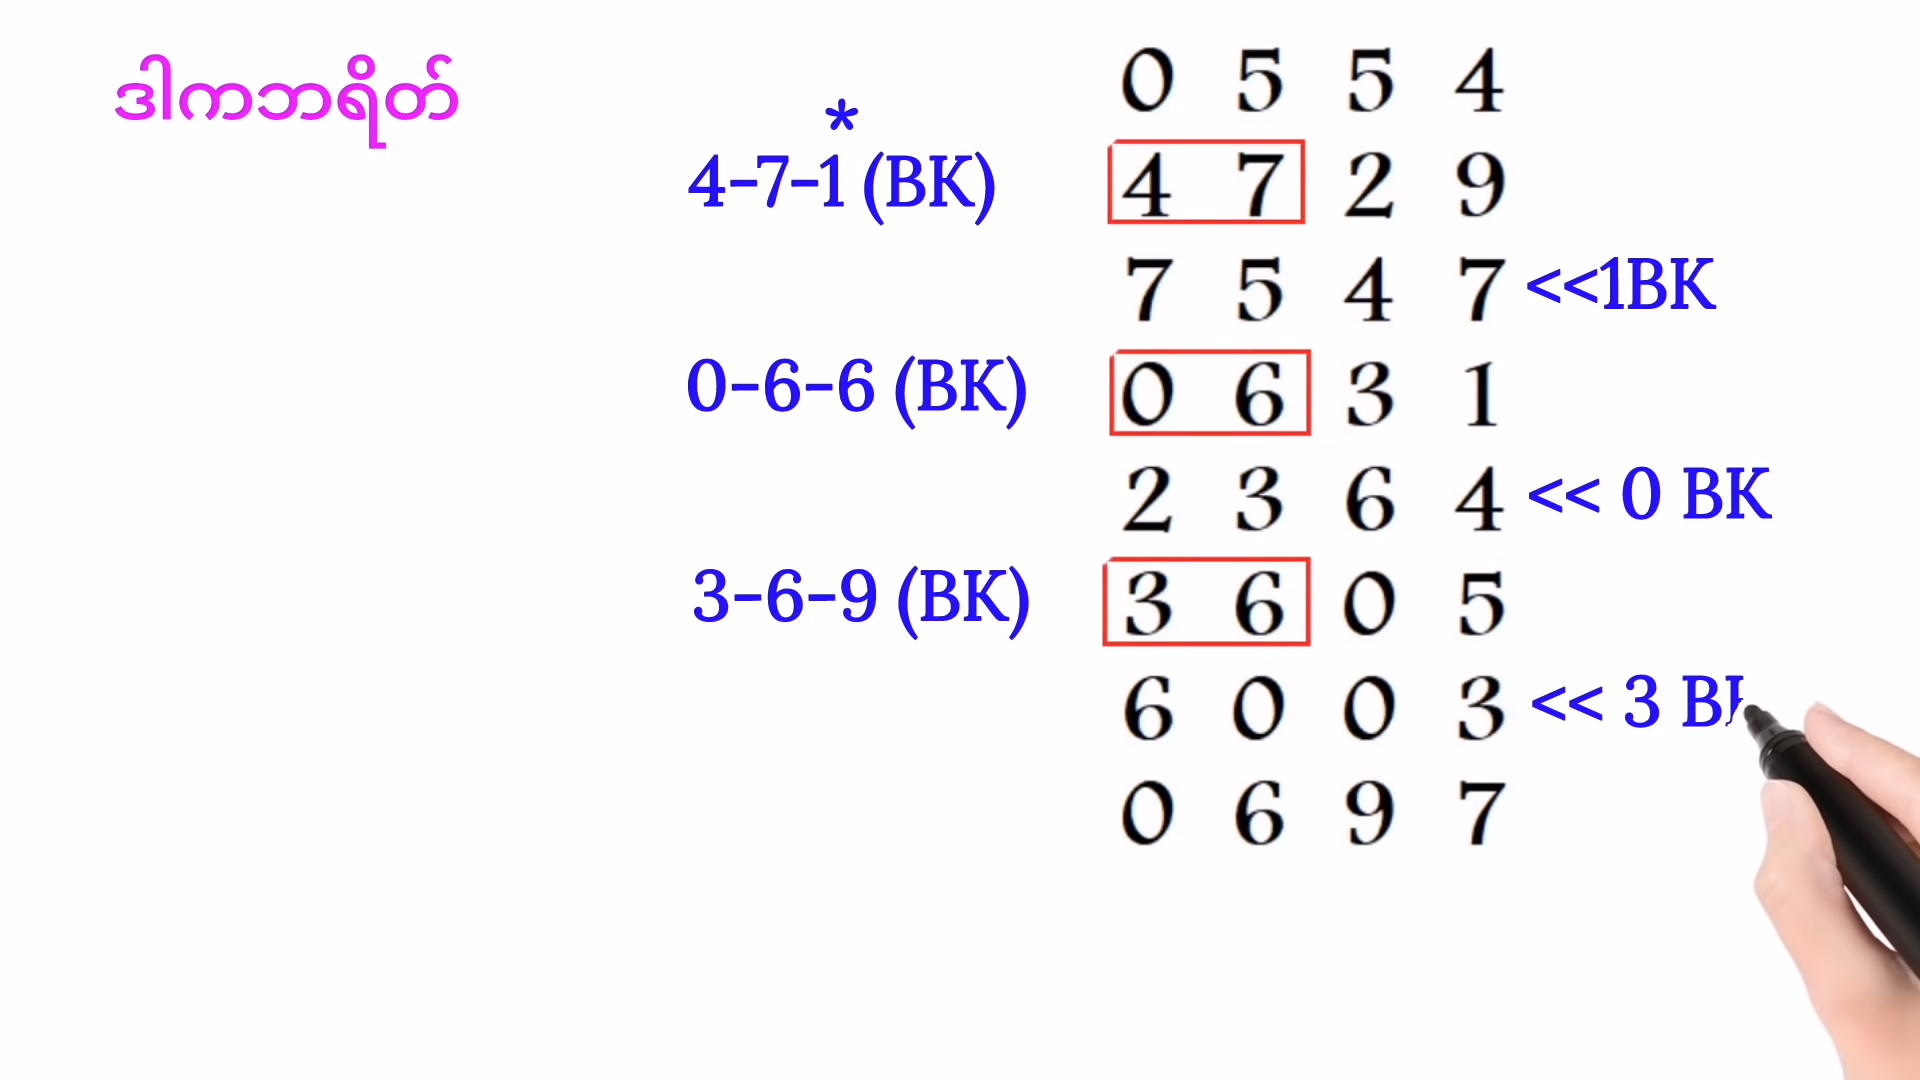 ဒါကဘရိတ်
0 5 5 4
*
4-7-1 (BK) 4 7 2 9
7 5 4 7 <<1BK
0-6-6 (BK) 0 6 3 1
2 3 6 4 << 0 BK
3-6-9 (BK) 3 6 0 5
6 0 0 3 << 3 B
0 6 9 7